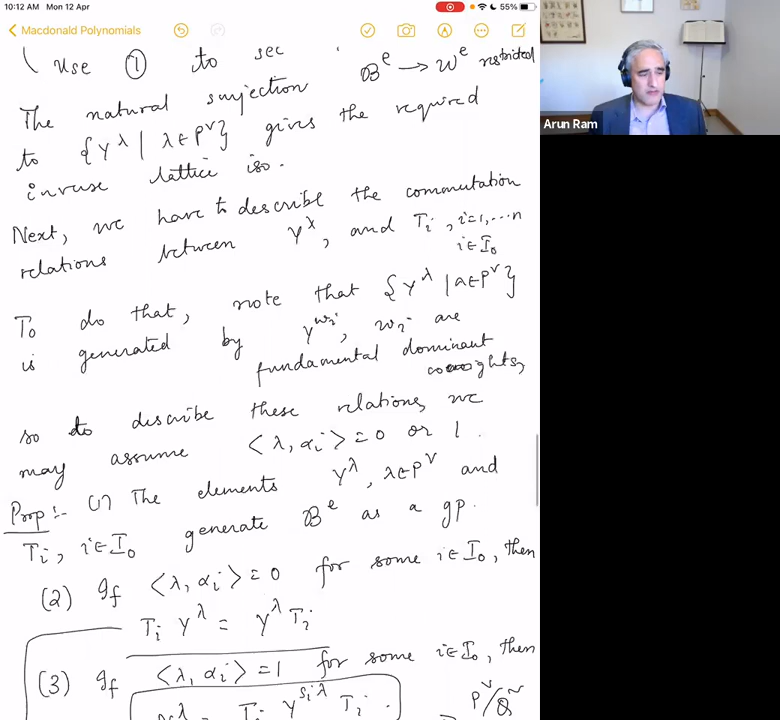 10:12 AM Mon 12 Apr
55%
Macdonald Polynomials
Arun Ram
( Use ① to see
The natural surjection B^e → W^e restricted
to {Y^λ | λ∈P^∨} gives the required
inverse lattice iso.
Next, we have to describe the commutation
relations between Y^λ, and T_i, i=1,...n
i∈I_0
To do that, note that {Y^λ | λ∈P^∨}
is generated by Y^{ω_i}, ω_i are
fundamental dominant
coweights,
so to describe these relations, we
may assume <λ, α_i> = 0 or 1.
Prop:- (1) The elements Y^λ, λ∈P^∨ and
T_i, i∈I_0 generate B^e as a gp.
(2) If <λ, α_i> = 0 for some i∈I_0, then
T_i Y^λ = Y^λ T_i
(3) If <λ, α_i> = 1 for some i∈I_0, then
Y^λ = T_i Y^{s_i λ} T_i.
P^∨/Q^∨